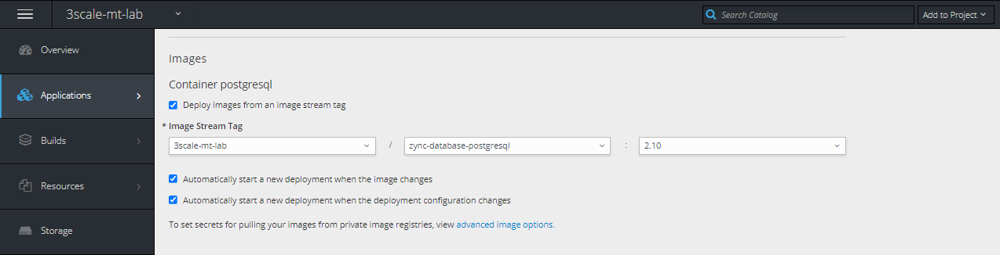 3scale-mt-lab
Search Catalog
Add to Project
Overview
Applications
Builds
Resources
Storage
Images
Container postgresql
Deploy images from an image stream tag
* Image Stream Tag
3scale-mt-lab / zync-database-postgresql : 2.10
Automatically start a new deployment when the image changes
Automatically start a new deployment when the deployment configuration changes
To set secrets for pulling your images from private image registries, view advanced image options.